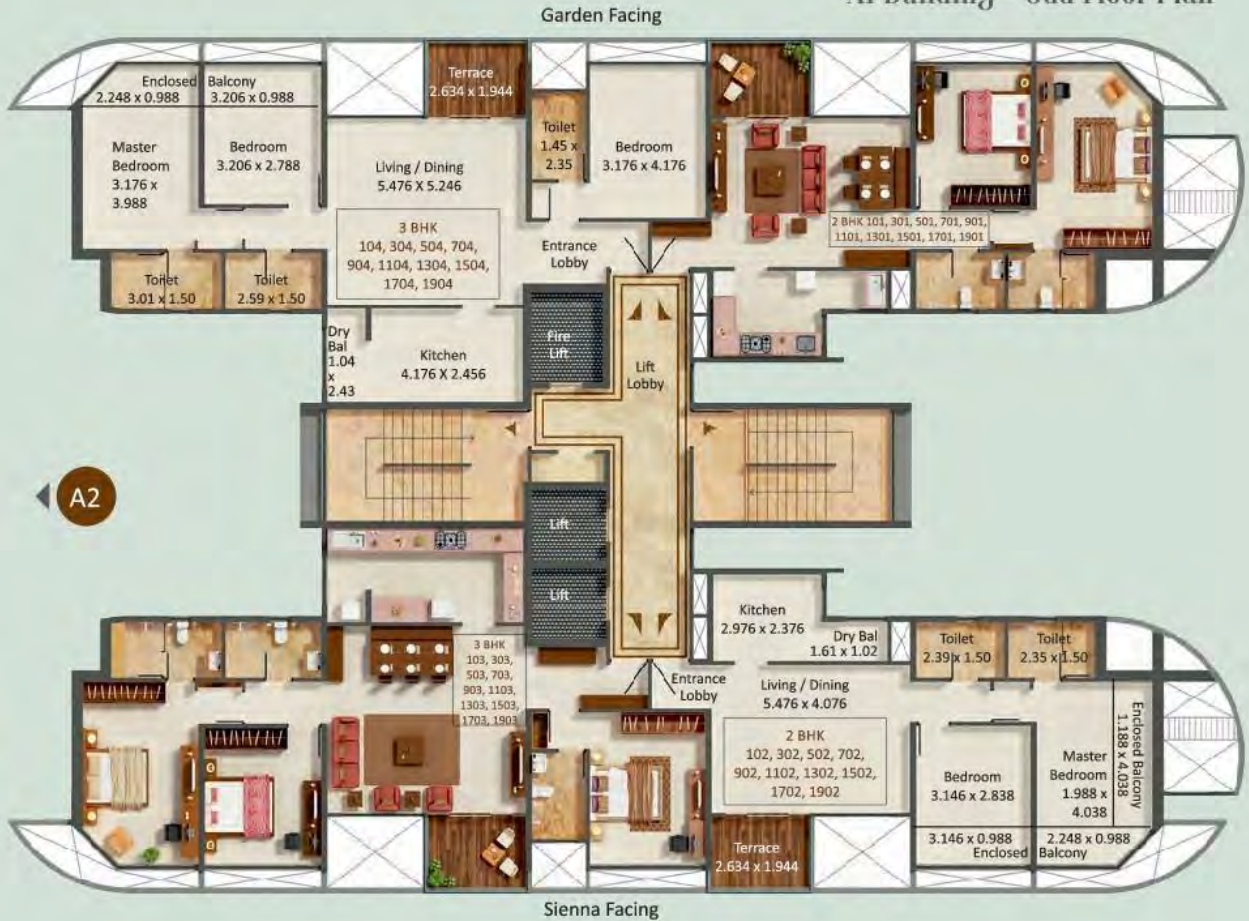 A1 Building - Odd Floor Plan
Garden Facing
Enclosed Balcony
2.248 x 0.988
3.206 x 0.988
Terrace
2.634 x 1.944
Toilet
1.45 x
2.35
Bedroom
3.176 x 4.176
Master
Bedroom
3.176 x
3.988
Bedroom
3.206 x 2.788
Living / Dining
5.476 X 5.246
3 BHK
104, 304, 504, 704,
904, 1104, 1304, 1504,
1704, 1904
Entrance
Lobby
2 BHK 101, 301, 501, 701, 901,
1101, 1301, 1501, 1701, 1901
Toilet
3.01 x 1.50
Toilet
2.59 x 1.50
Dry
Bal
1.04
x
2.43
Kitchen
4.176 X 2.456
Fire
Lift
Lift
Lobby
A2
Lift
Lift
3 BHK
103, 303,
503, 703,
903, 1103,
1303, 1503,
1703, 1903
Kitchen
2.976 x 2.376
Dry Bal
1.61 x 1.02
Toilet
2.39 x 1.50
Toilet
2.35 x 1.50
Entrance
Lobby
Living / Dining
5.476 X 4.076
2 BHK
102, 302, 502, 702,
902, 1102, 1302, 1502,
1702, 1902
Bedroom
3.146 x 2.838
Master
Bedroom
1.988 x
4.038
Enclosed Balcony
1.188 x 4.038
Terrace
2.634 x 1.944
3.146 x 0.988
2.248 x 0.988
Enclosed Balcony
Sienna Facing